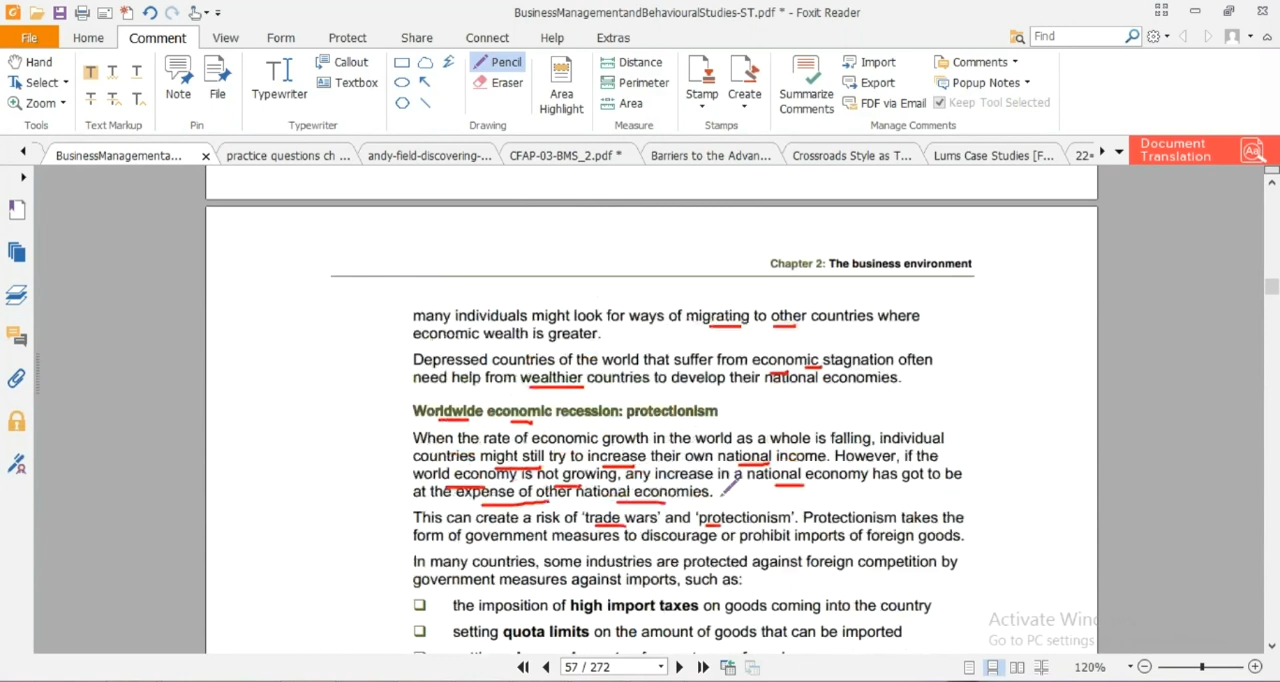 BusinessManagementandBehaviouralStudies-ST.pdf * - Foxit Reader
File Home Comment View Form Protect Share Connect Help Extras Find
Hand
Select
Zoom
Tools
T T T
T T T
Text Markup
Note File
Pin
Typewriter
Callout
Textbox
Typewriter
Pencil
Eraser
Drawing
Area
Highlight
Distance
Perimeter
Area
Measure
Stamp Create
Stamps
Summarize
Comments
Import
Export
FDF via Email
Comments
Popup Notes
Keep Tool Selected
Manage Comments
BusinessManagementa... x practice questions ch ... andy-field-discovering-... CFAP-03-BMS_2.pdf * Barriers to the Advan... Crossroads Style as T... Lums Case Studies [F... 22
Document
Translation
Chapter 2: The business environment
many individuals might look for ways of migrating to other countries where
economic wealth is greater.
Depressed countries of the world that suffer from economic stagnation often
need help from wealthier countries to develop their national economies.
Worldwide economic recession: protectionism
When the rate of economic growth in the world as a whole is falling, individual
countries might still try to increase their own national income. However, if the
world economy is not growing, any increase in a national economy has got to be
at the expense of other national economies.
This can create a risk of 'trade wars' and 'protectionism'. Protectionism takes the
form of government measures to discourage or prohibit imports of foreign goods.
In many countries, some industries are protected against foreign competition by
government measures against imports, such as:
the imposition of high import taxes on goods coming into the country
setting quota limits on the amount of goods that can be imported
Go to PC settings
57 / 272
120%